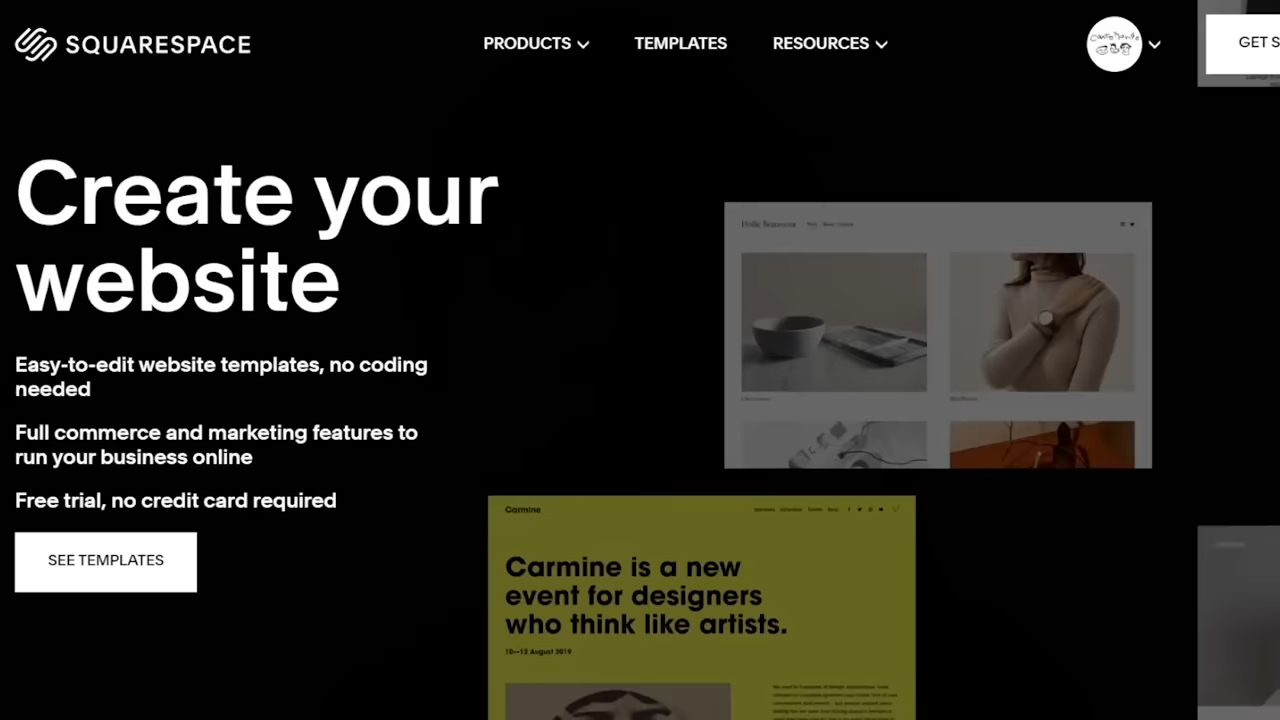 SQUARESPACE
PRODUCTS
TEMPLATES
RESOURCES
GET S
Create your
website
Easy-to-edit website templates, no coding
needed
Full commerce and marketing features to
run your business online
Free trial, no credit card required
SEE TEMPLATES
Carmine
Carmine is a new
event for designers
who think like artists.
10—12 August 2019